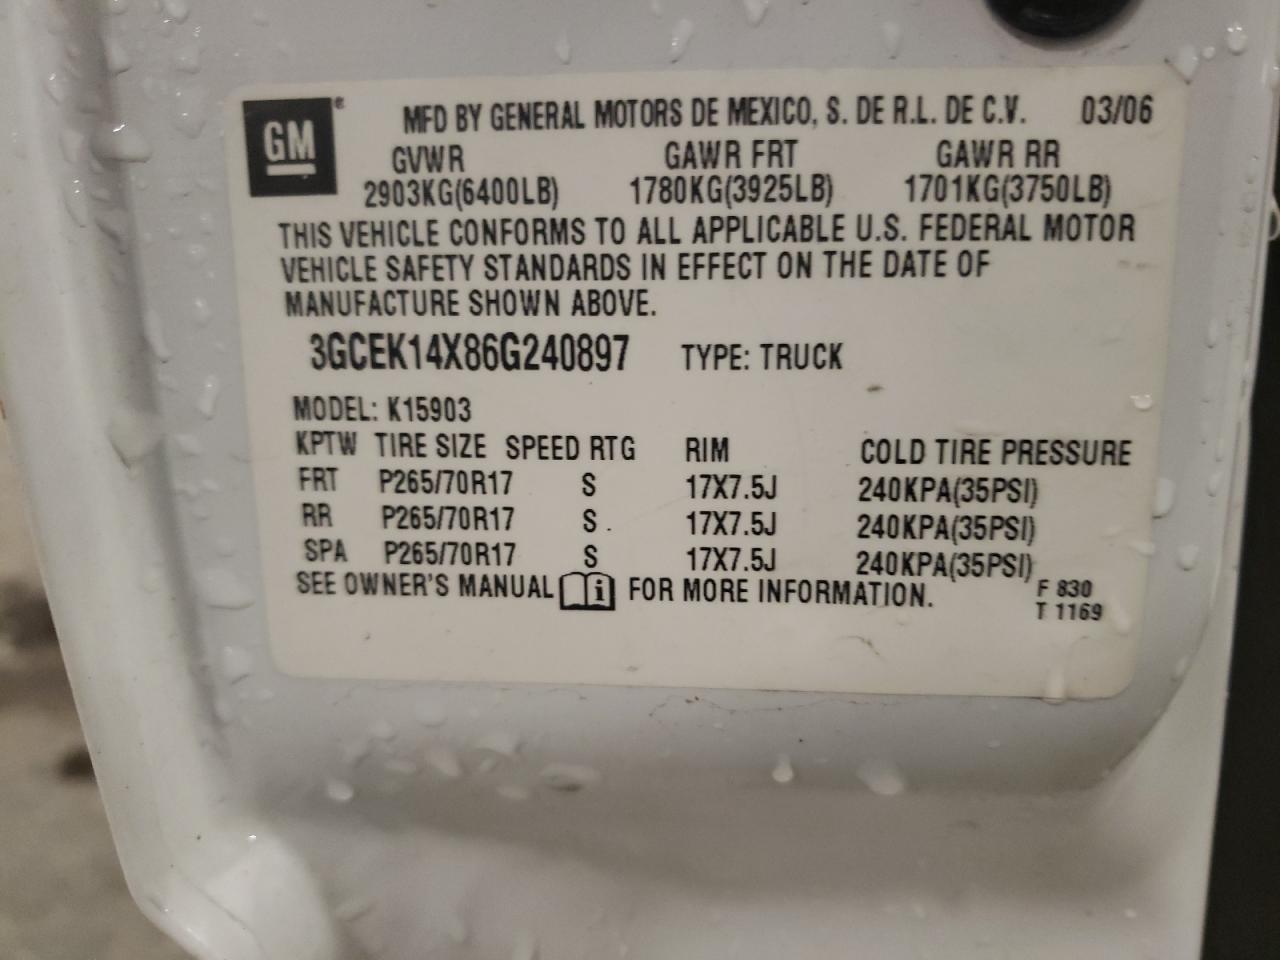 GM ® MFD BY GENERAL MOTORS DE MEXICO, S. DE R.L. DE C.V. 03/06
GVWR GAWR FRT GAWR RR
2903KG(6400LB) 1780KG(3925LB) 1701KG(3750LB)
THIS VEHICLE CONFORMS TO ALL APPLICABLE U.S. FEDERAL MOTOR
VEHICLE SAFETY STANDARDS IN EFFECT ON THE DATE OF
MANUFACTURE SHOWN ABOVE.
3GCEK14X86G240897 TYPE: TRUCK
MODEL: K15903
KPTW TIRE SIZE SPEED RTG RIM COLD TIRE PRESSURE
FRT P265/70R17 S 17X7.5J 240KPA(35PSI)
RR P265/70R17 S 17X7.5J 240KPA(35PSI)
SPA P265/70R17 S 17X7.5J 240KPA(35PSI)
SEE OWNER'S MANUAL i FOR MORE INFORMATION. F 830
T 1169